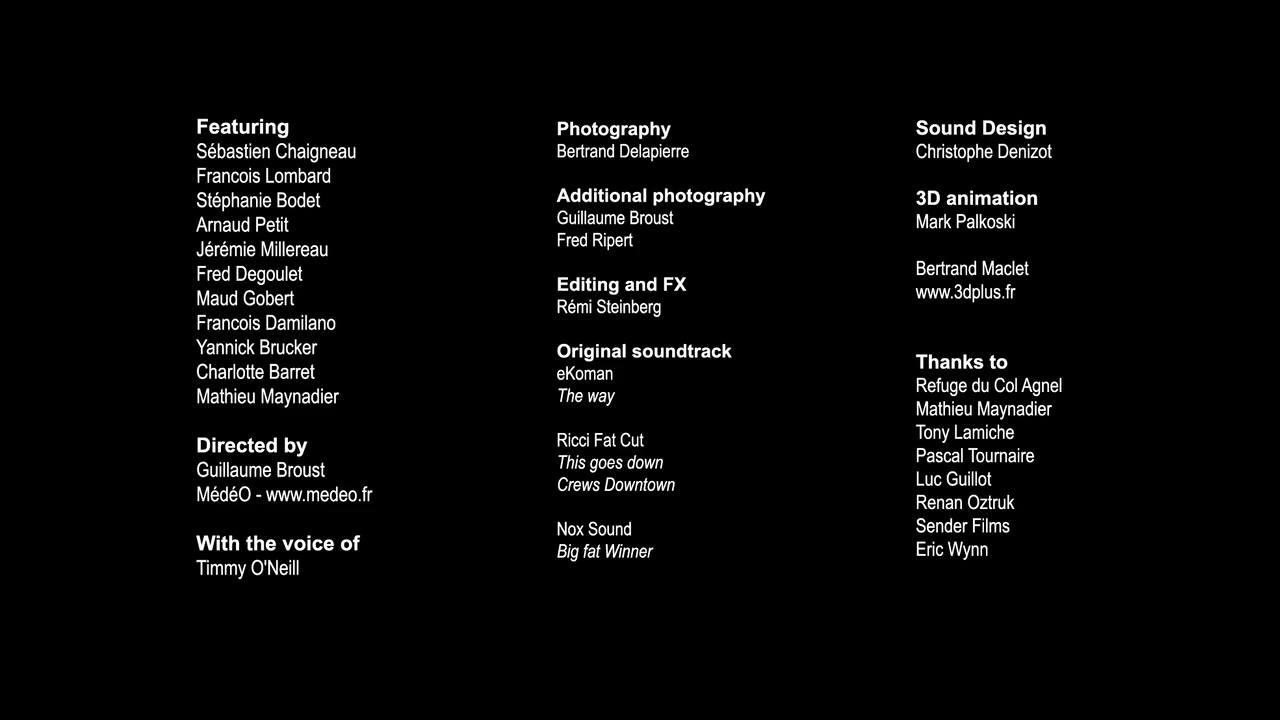 Featuring
Sébastien Chaigneau
Francois Lombard
Stéphanie Bodet
Arnaud Petit
Jérémie Millereau
Fred Degoulet
Maud Gobert
Francois Damilano
Yannick Brucker
Charlotte Barret
Mathieu Maynadier
Directed by
Guillaume Broust
MédéO - www.medeo.fr
With the voice of
Timmy O'Neill
Photography
Bertrand Delapierre
Additional photography
Guillaume Broust
Fred Ripert
Editing and FX
Rémi Steinberg
Original soundtrack
eKoman
The way
Ricci Fat Cut
This goes down
Crews Downtown
Nox Sound
Big fat Winner
Sound Design
Christophe Denizot
3D animation
Mark Palkoski
Bertrand Maclet
www.3dplus.fr
Thanks to
Refuge du Col Agnel
Mathieu Maynadier
Tony Lamiche
Pascal Tournaire
Luc Guillot
Renan Oztruk
Sender Films
Eric Wynn